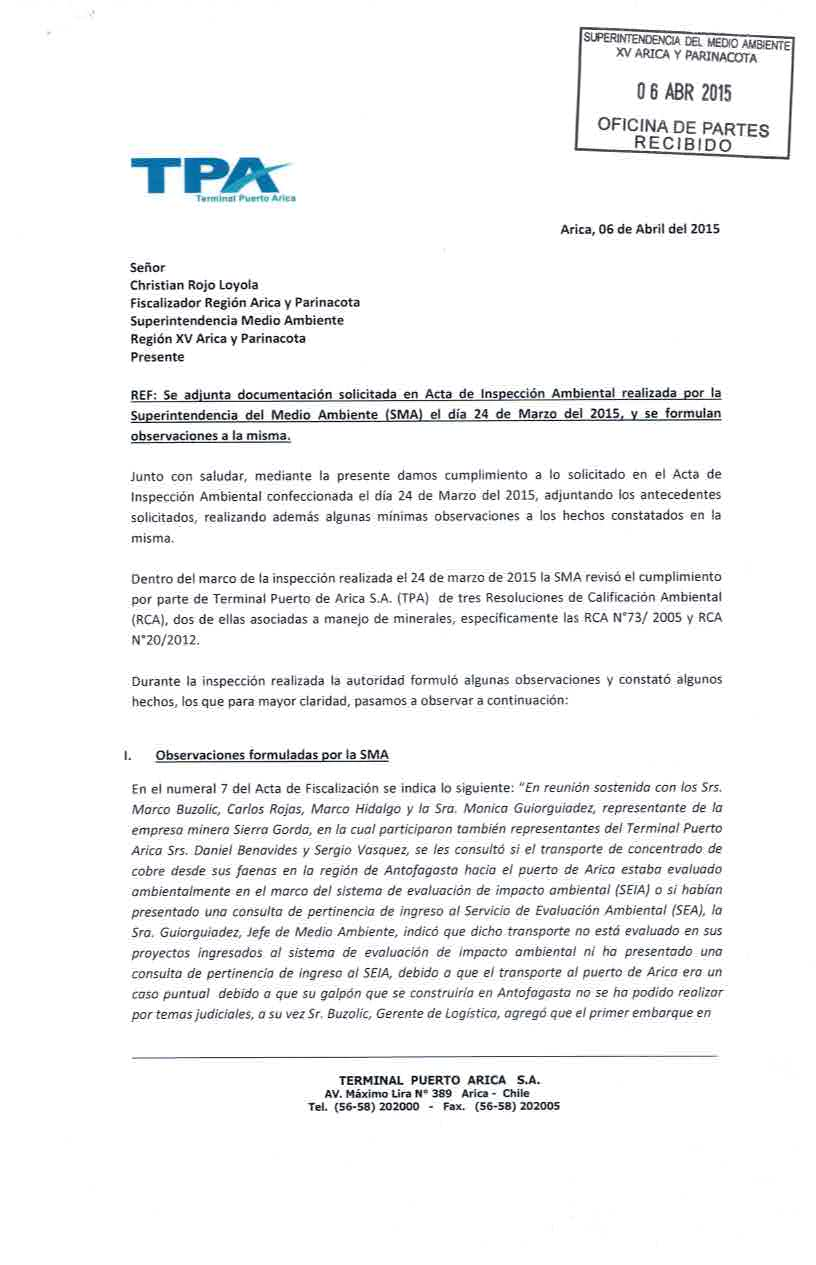 SUPERINTENDENCIA DEL MEDIO AMBIENTE
XV ARICA Y PARINACOTA
06 ABR 2015
OFICINA DE PARTES
RECIBIDO
TPA
Terminal Puerto Arica
Arica, 06 de Abril del 2015
Señor
Christian Rojo Loyola
Fiscalizador Región Arica y Parinacota
Superintendencia Medio Ambiente
Región XV Arica y Parinacota
Presente
REF: Se adjunta documentación solicitada en Acta de Inspección Ambiental realizada por la
Superintendencia del Medio Ambiente (SMA) el día 24 de Marzo del 2015, y se formulan
observaciones a la misma.
Junto con saludar, mediante la presente damos cumplimiento a lo solicitado en el Acta de
Inspección Ambiental confeccionada el día 24 de Marzo del 2015, adjuntando los antecedentes
solicitados, realizando además algunas mínimas observaciones a los hechos constatados en la
misma.
Dentro del marco de la inspección realizada el 24 de marzo de 2015 la SMA revisó el cumplimiento
por parte de Terminal Puerto de Arica S.A. (TPA) de tres Resoluciones de Calificación Ambiental
(RCA), dos de ellas asociadas a manejo de minerales, específicamente las RCA N°73/ 2005 y RCA
N°20/2012.
Durante la inspección realizada la autoridad formuló algunas observaciones y constató algunos
hechos, los que para mayor claridad, pasamos a observar a continuación:
I. Observaciones formuladas por la SMA
En el numeral 7 del Acta de Fiscalización se indica lo siguiente: “En reunión sostenida con los Srs.
Marco Buzolic, Carlos Rojas, Marco Hidalgo y la Sra. Monica Guiorguiadez, representante de la
empresa minera Sierra Gorda, en la cual participaron también representantes del Terminal Puerto
Arica Srs. Daniel Benavides y Sergio Vasquez, se les consultó si el transporte de concentrado de
cobre desde sus faenas en la región de Antofagasta hacia el puerto de Arica estaba evaluado
ambientalmente en el marco del sistema de evaluación de impacto ambiental (SEIA) o si habían
presentado una consulta de pertinencia de ingreso al Servicio de Evaluación Ambiental (SEA), la
Sra. Guiorguiadez, Jefe de Medio Ambiente, indicó que dicho transporte no está evaluado en sus
proyectos ingresados al sistema de evaluación de impacto ambiental ni ha presentado una
consulta de pertinencia de ingreso al SEIA, debido a que el transporte al puerto de Arica era un
caso puntual debido a que su galpón que se construiría en Antofagasta no se ha podido realizar
por temas judiciales, a su vez Sr. Buzolic, Gerente de Logística, agregó que el primer embarque en
TERMINAL PUERTO ARICA S.A.
AV. Máximo Lira N° 389 Arica - Chile
Tel. (56-58) 202000 - Fax. (56-58) 202005